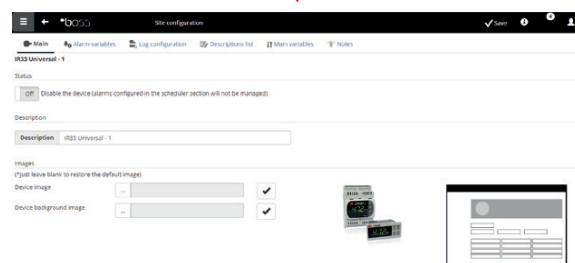 *boss Site configuration Save
Main Alarm variables Log configuration Descriptions list Main variables Notes
IR33 Universal - 1
Status
Off Disable the device (alarms configured in the scheduler section will not be managed)
Description
Description IR33 Universal - 1
Images
(*Just leave blank to restore the default image)
Device image ...
Device background image ...